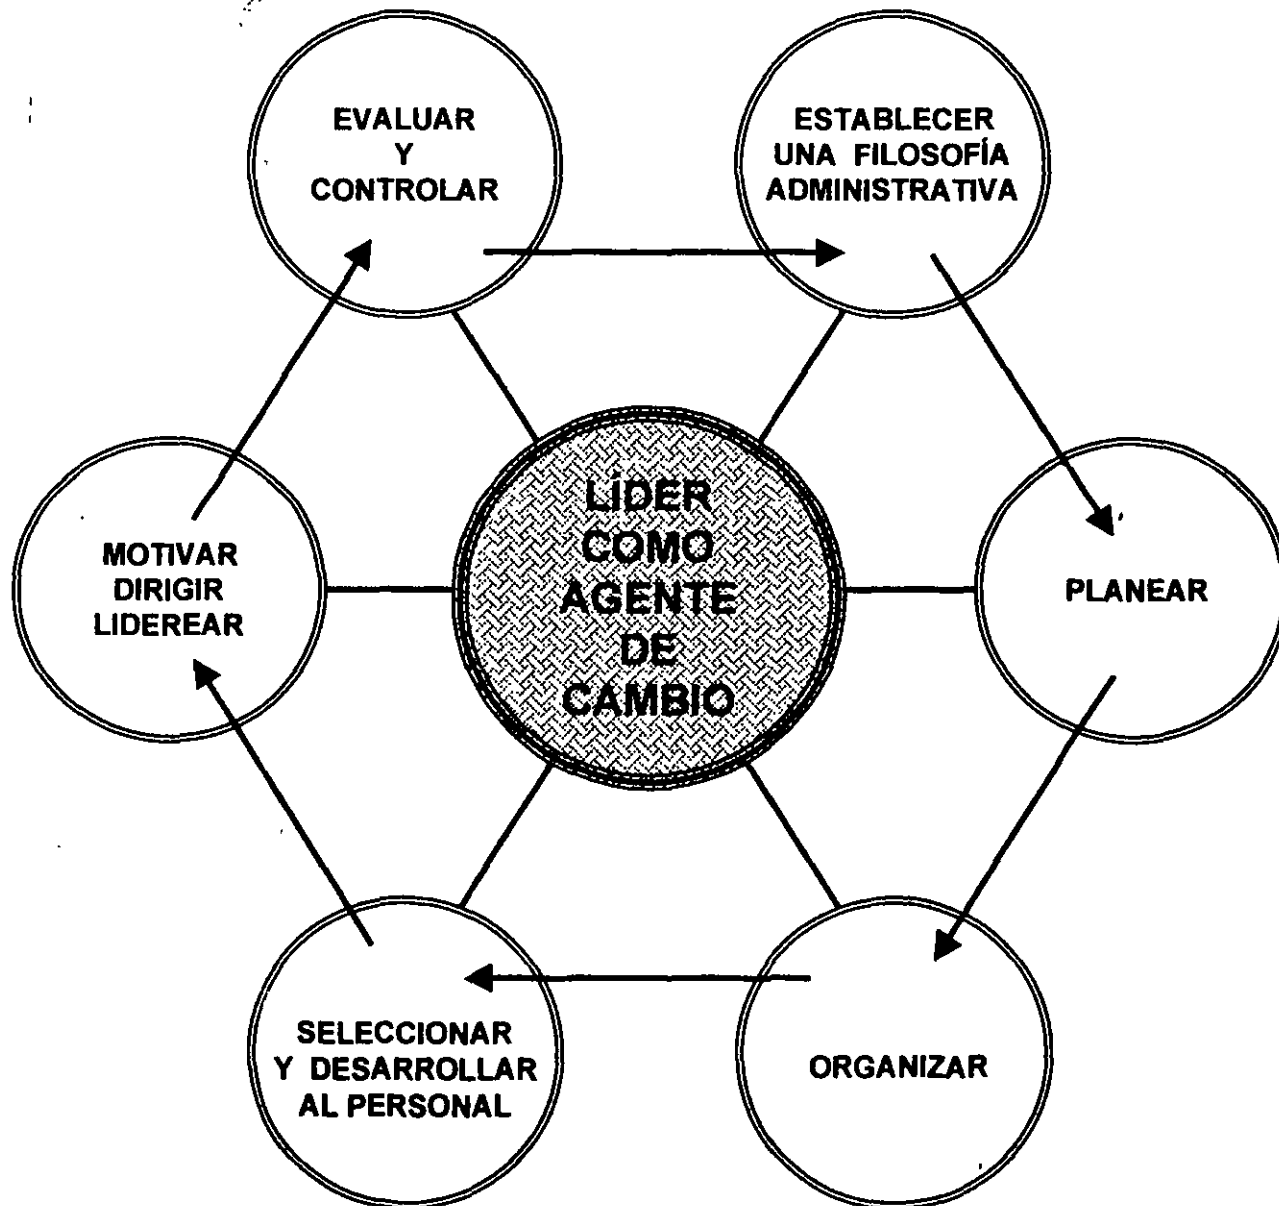 EVALUAR
Y
CONTROLAR
ESTABLECER
UNA FILOSOFÍA
ADMINISTRATIVA
LÍDER
COMO
AGENTE
DE
CAMBIO
MOTIVAR
DIRIGIR
LIDEREAR
PLANEAR
SELECCIONAR
Y DESARROLLAR
AL PERSONAL
ORGANIZAR